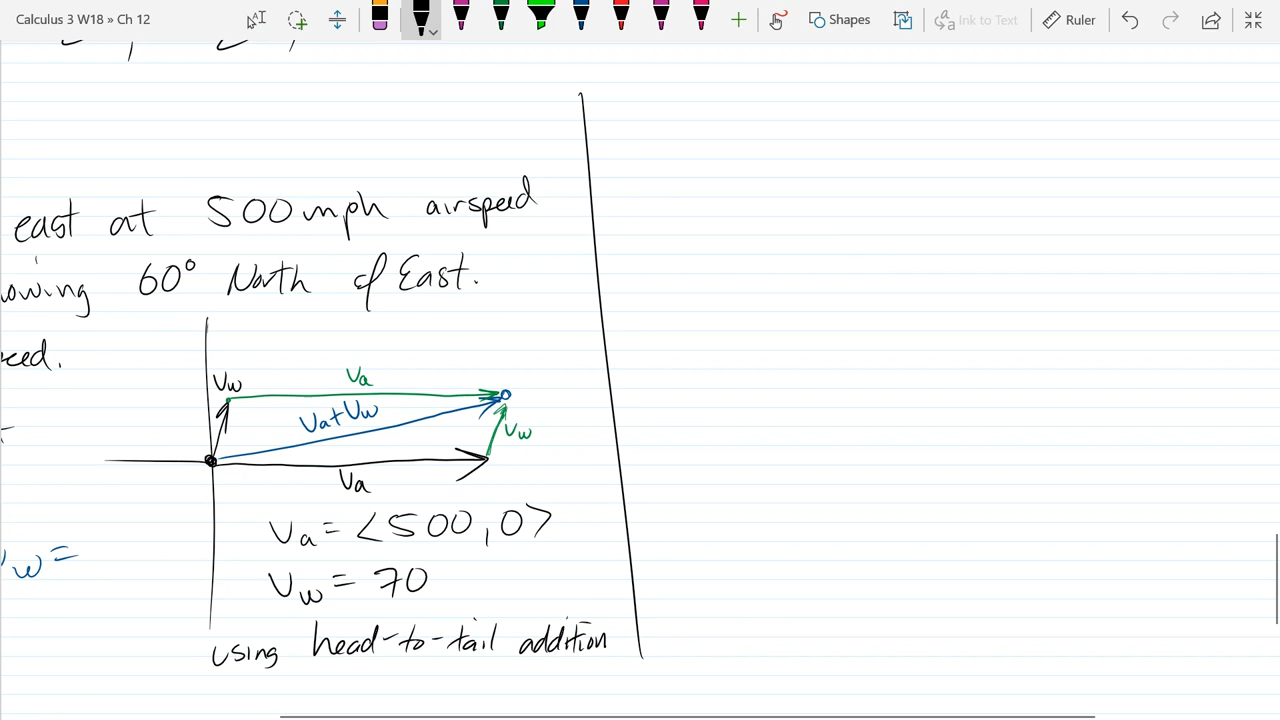 Calculus 3 W18 » Ch 12
Shapes
Ink to Text
Ruler
east at 500 mph airspeed
owing 60° North of East.
eed.
Vw
Va
Va+Vw
Vw
Va
Va = <500, 0>
w =
Vw = 70
using head-to-tail addition